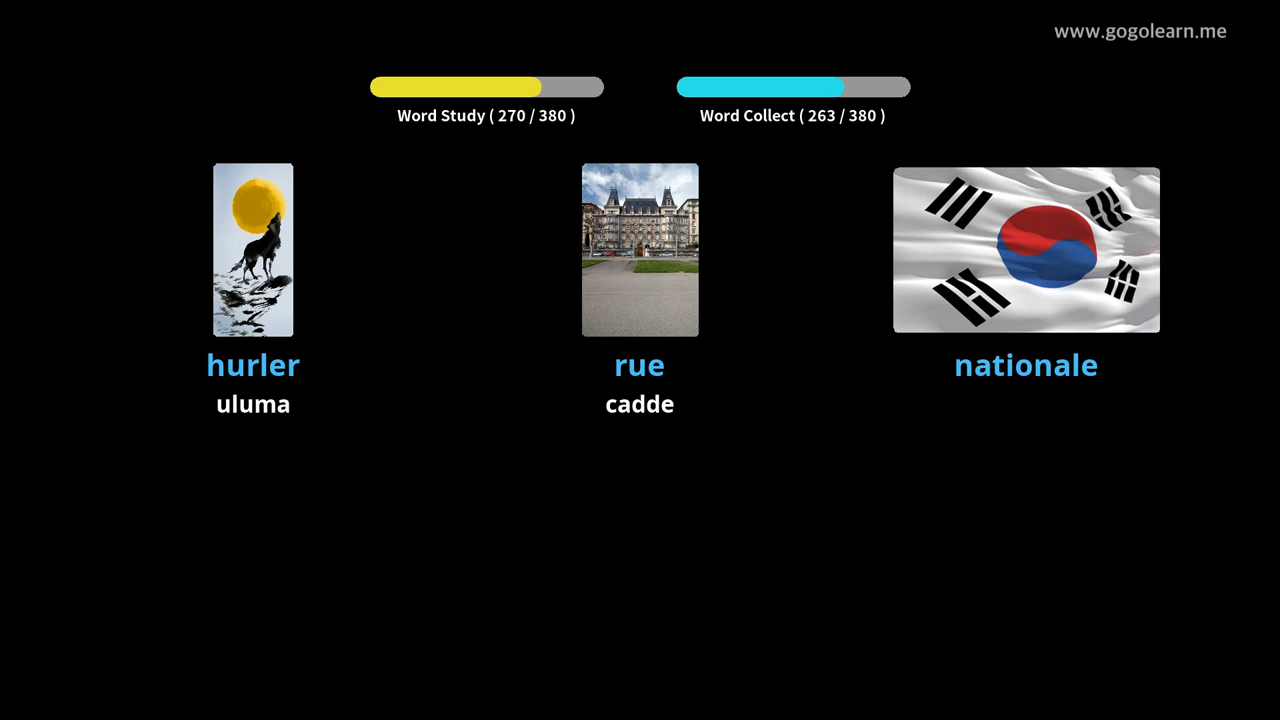 www.gogolearn.me
Word Study ( 270 / 380 )
Word Collect ( 263 / 380 )
hurler
uluma
rue
cadde
nationale